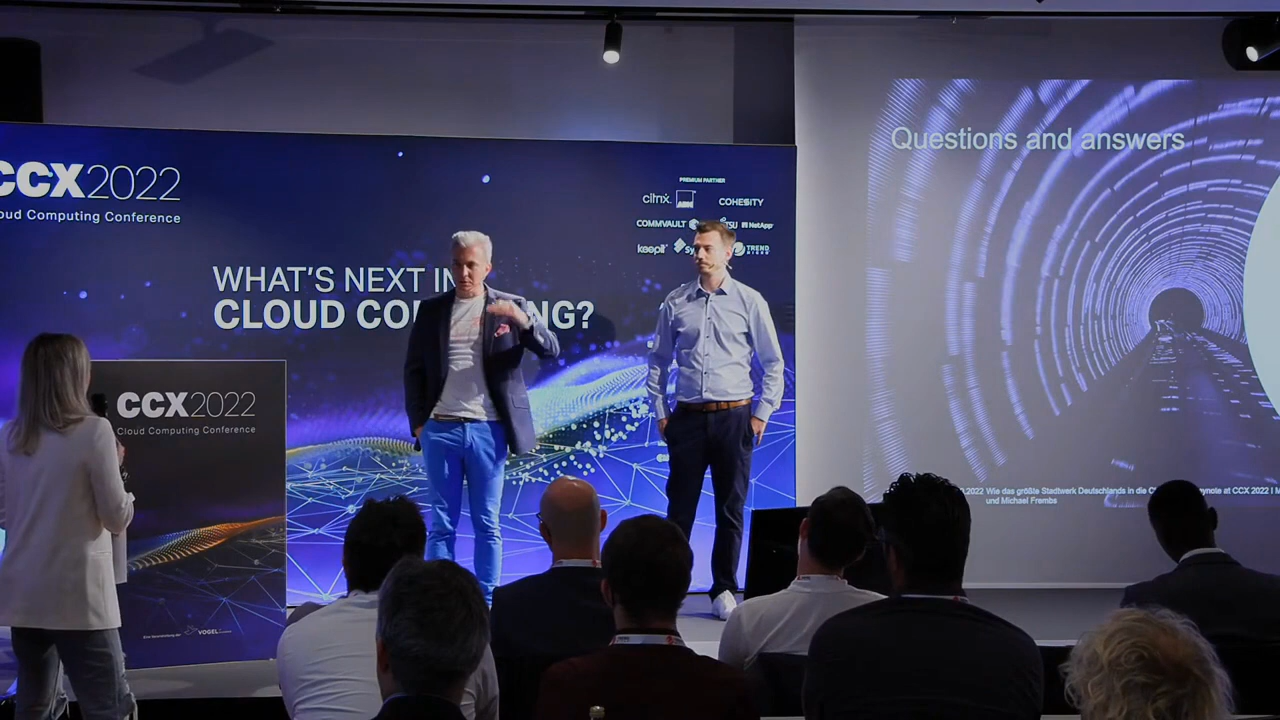 CCX2022
oud Computing Conference
PREMIUM PARTNER
citrix
COHESITY
COMMVAULT
NetApp
keepit
TREND
MICRO
WHAT'S NEXT IN
CLOUD CO
NG?
CCX2022
Cloud Computing Conference
VOGEL
Questions and answers
.2022 Wie das größte Stadtwerk Deutschlands in die
ynote at CCX 2022 I M
und Michael Frembs